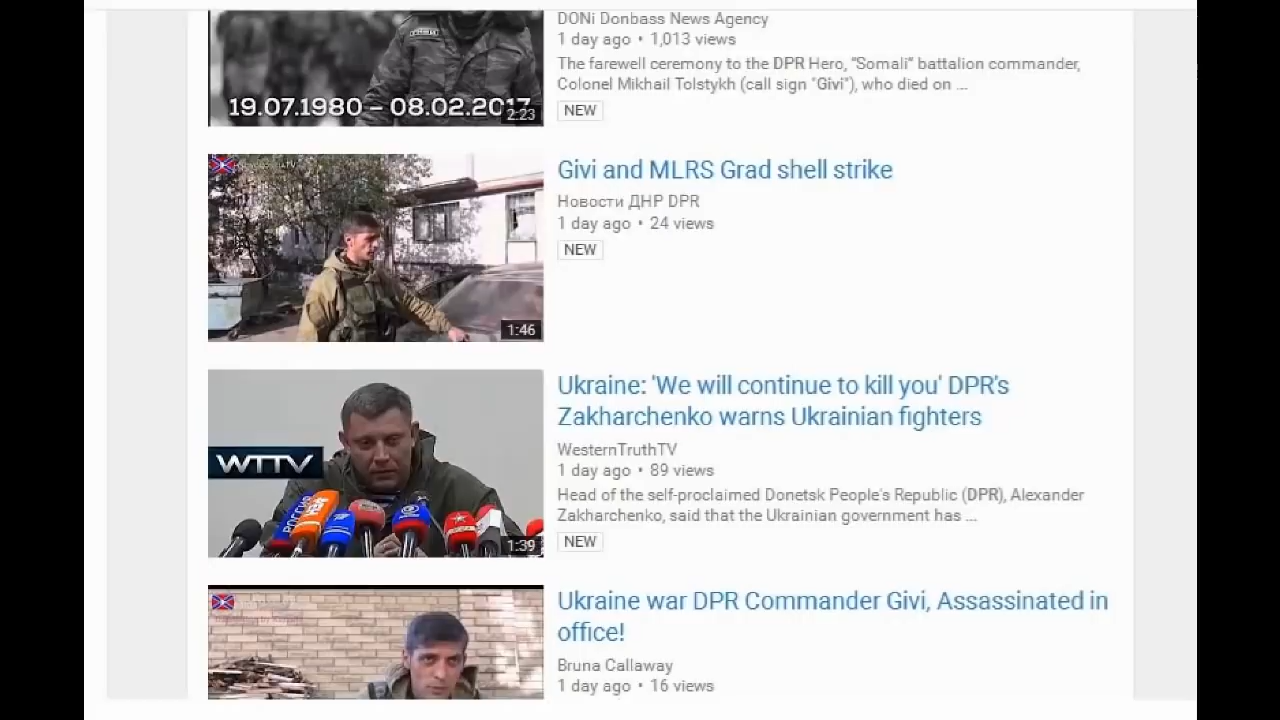 DONi Donbass News Agency
1 day ago • 1,013 views
The farewell ceremony to the DPR Hero, "Somali" battalion commander,
Colonel Mikhail Tolstykh (call sign "Givi"), who died on ...
NEW
19.07.1980 – 08.02.2017
2:23
Givi and MLRS Grad shell strike
Новости ДНР DPR
1 day ago • 24 views
NEW
1:46
Ukraine: 'We will continue to kill you' DPR's
Zakharchenko warns Ukrainian fighters
WesternTruthTV
1 day ago • 89 views
Head of the self-proclaimed Donetsk People's Republic (DPR), Alexander
Zakharchenko, said that the Ukrainian government has ...
NEW
WTTV
РОССИЯ
1:39
Ukraine war DPR Commander Givi, Assassinated in
office!
Bruna Callaway
1 day ago • 16 views